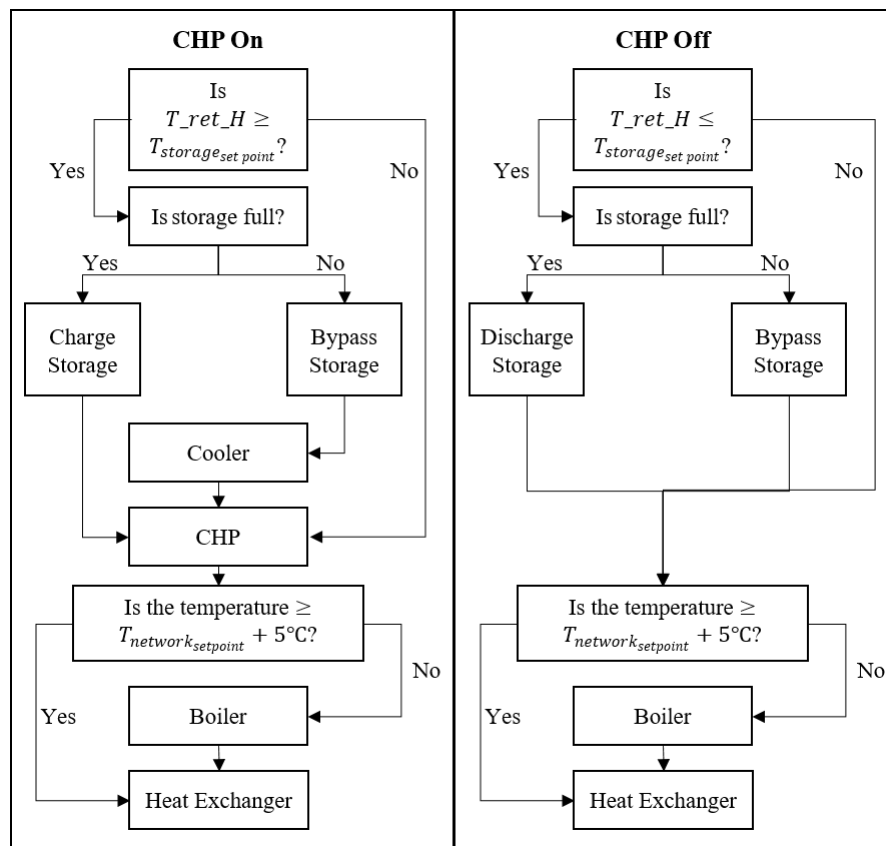 CHP On
Is
T_ret_H ≥
T_storage_set point?
Yes
No
Is storage full?
Yes
No
Charge
Storage
Bypass
Storage
Cooler
CHP
Is the temperature ≥
T_network_setpoint + 5°C?
No
Yes
Boiler
Heat Exchanger
CHP Off
Is
T_ret_H ≤
T_storage_set point?
Yes
No
Is storage full?
Yes
No
Discharge
Storage
Bypass
Storage
Is the temperature ≥
T_network_setpoint + 5°C?
No
Yes
Boiler
Heat Exchanger